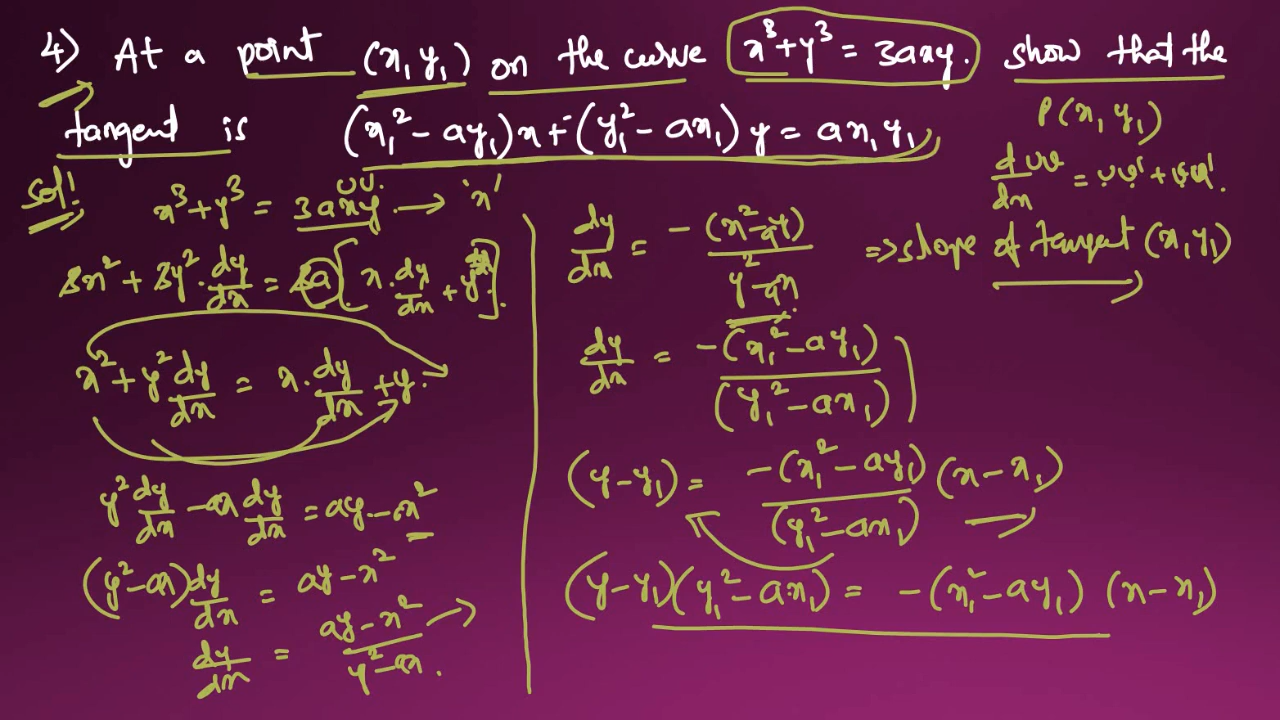 4) At a point (x₁ y₁) on the curve x³+y³ = 3axy. show that the
tangent is (x₁² - ay₁)x + (y₁² - ax₁) y = ax₁y₁
Sol!
x³+y³ = 3axy → 'x'
3x² + 3y². dy/dx = 3a[x. dy/dx + y. dx/dx].
x² + y² dy/dx = x. dy/dx + y.
y² dy/dx - ax dy/dx = ay - x²
(y² - ax) dy/dx = ay - x²
dy/dx = ay - x² / y² - ax.
P(x₁ y₁)
d/dx uv = uv' + vu'.
dy/dx = -(x² - ay) / y² - ax ⇒ slope of tangent (x₁ y₁)
dy/dx = -(x₁² - ay₁) / (y₁² - ax₁)
(y - y₁) = -(x₁² - ay₁) / (y₁² - ax₁) (x - x₁)
(y - y₁)(y₁² - ax₁) = -(x₁² - ay₁) (x - x₁)